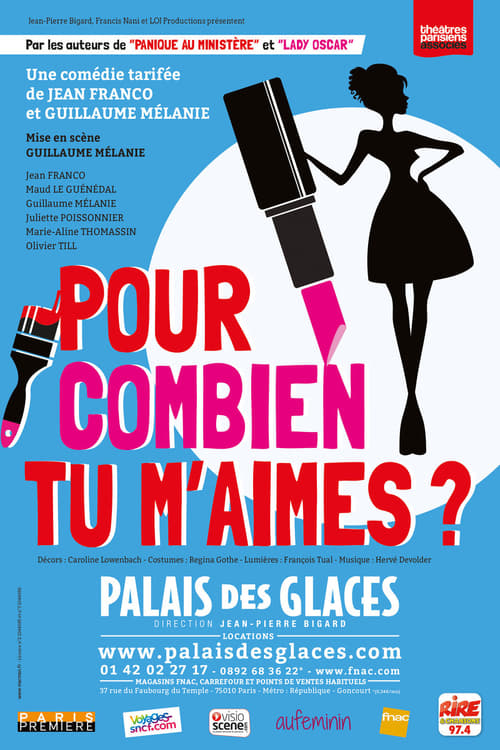 Jean-Pierre Bigard, Francis Nani et LOI Productions présentent
théâtres
parisiens
associés
Par les auteurs de "PANIQUE AU MINISTÈRE" et "LADY OSCAR"
Une comédie tarifée
de JEAN FRANCO
et GUILLAUME MÉLANIE
Mise en scène
GUILLAUME MÉLANIE
Jean FRANCO
Maud LE GUÉNÉDAL
Guillaume MÉLANIE
Juliette POISSONNIER
Marie-Aline THOMASSIN
Olivier TILL
POUR
COMBIEN
TU M'AIMES ?
Décors : Caroline Lowenbach - Costumes : Regina Gothe - Lumières : François Tual - Musique : Hervé Devolder
PALAIS DES GLACES
DIRECTION JEAN-PIERRE BIGARD
LOCATIONS
www.palaisdesglaces.com
01 42 02 27 17 - 0892 68 36 22* - www.fnac.com
MAGASINS FNAC, CARREFOUR ET POINTS DE VENTES HABITUELS
37 rue du Faubourg du Temple - 75010 Paris - Métro : République - Goncourt
PARIS
PREMIÈRE
Voyages-
sncf.com
visio
scene
aufeminin
fnac
RIRE
& CHANSONS
97.4